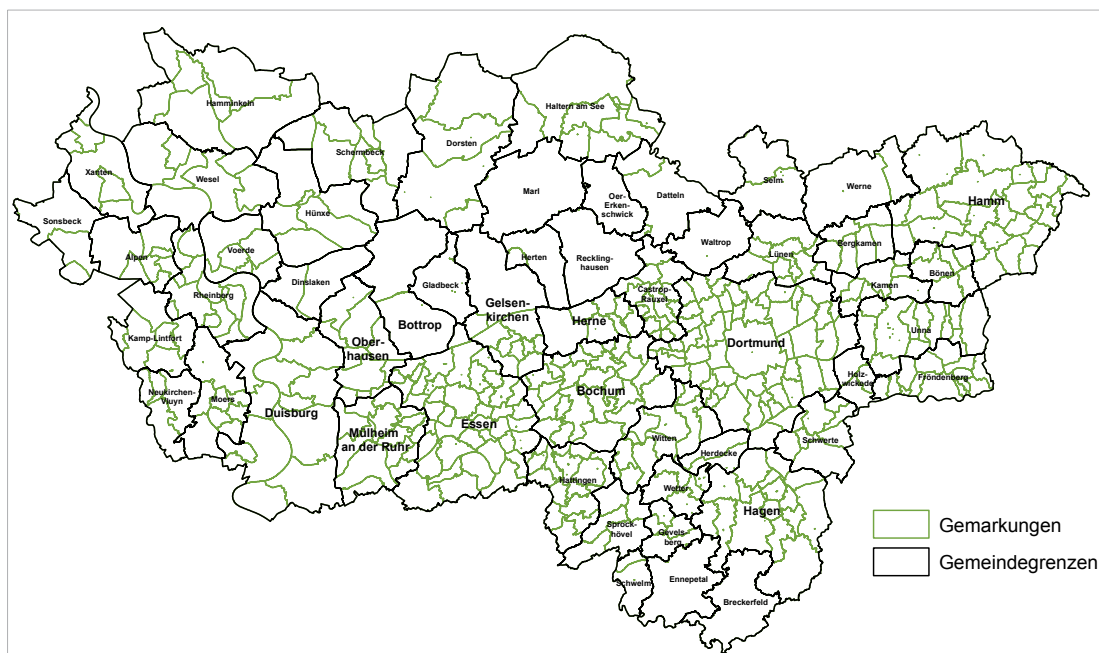 Hamminkeln
Haltern am See
Schermbeck
Dorsten
Xanten
Wesel
Marl
Oer-
Erken-
schwick
Datteln
Selm
Werne
Hamm
Sonsbeck
Hünxe
Alpen
Voerde
Dinslaken
Gladbeck
Herten
Reckling-
hausen
Waltrop
Lünen
Bergkamen
Bönen
Kamen
Rheinberg
Gelsen-
kirchen
Castrop-
Rauxel
Bottrop
Herne
Kamp-Lintfort
Ober-
hausen
Dortmund
Unna
Holz-
wickede
Fröndenberg
Neukirchen-
Vluyn
Moers
Duisburg
Mülheim
an der Ruhr
Essen
Bochum
Witten
Herdecke
Schwerte
Hattingen
Wetter
Hagen
Sprock-
hövel
Gevels-
berg
Schwelm
Ennepetal
Breckerfeld
Gemarkungen
Gemeindegrenzen